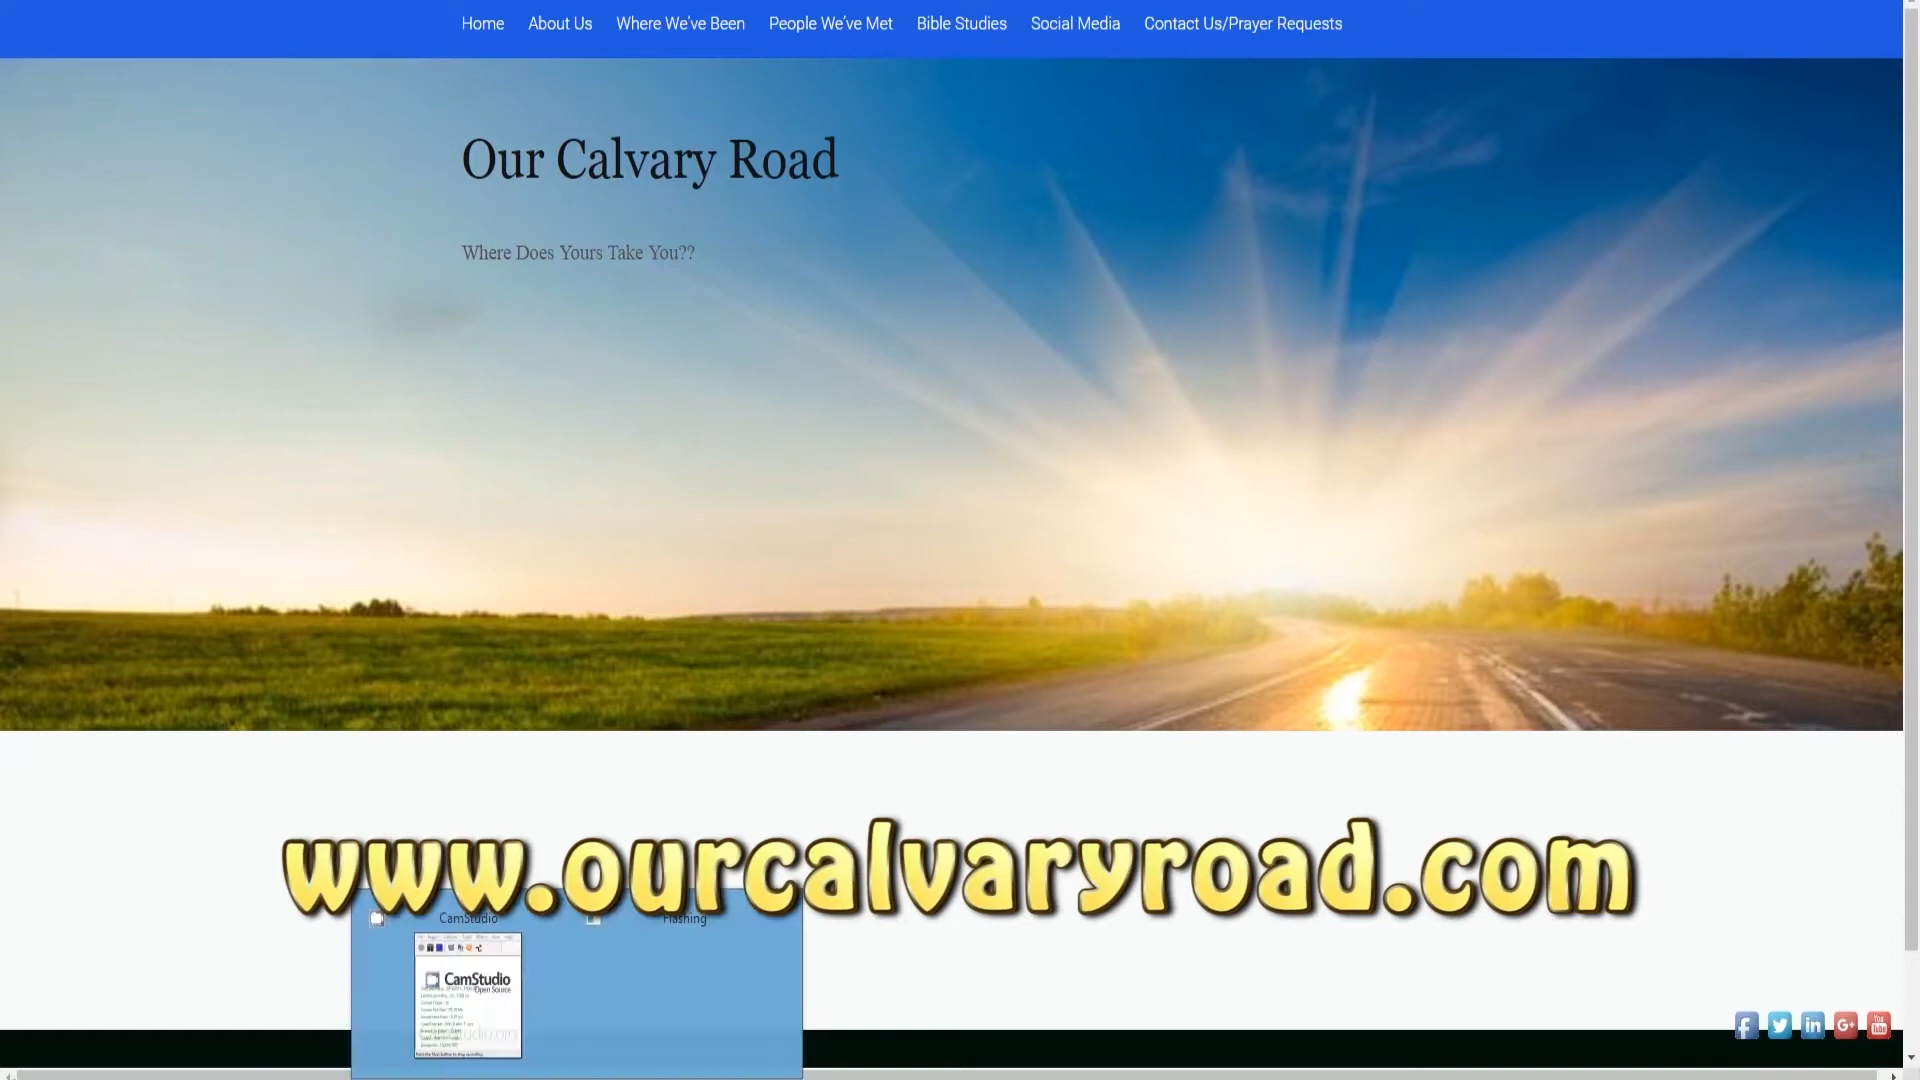 Home About Us Where We've Been People We've Met Bible Studies Social Media Contact Us/Prayer Requests
Our Calvary Road
Where Does Yours Take You??
www.ourcalvaryroad.com
CamStudio Flashing
CamStudio
Open Source